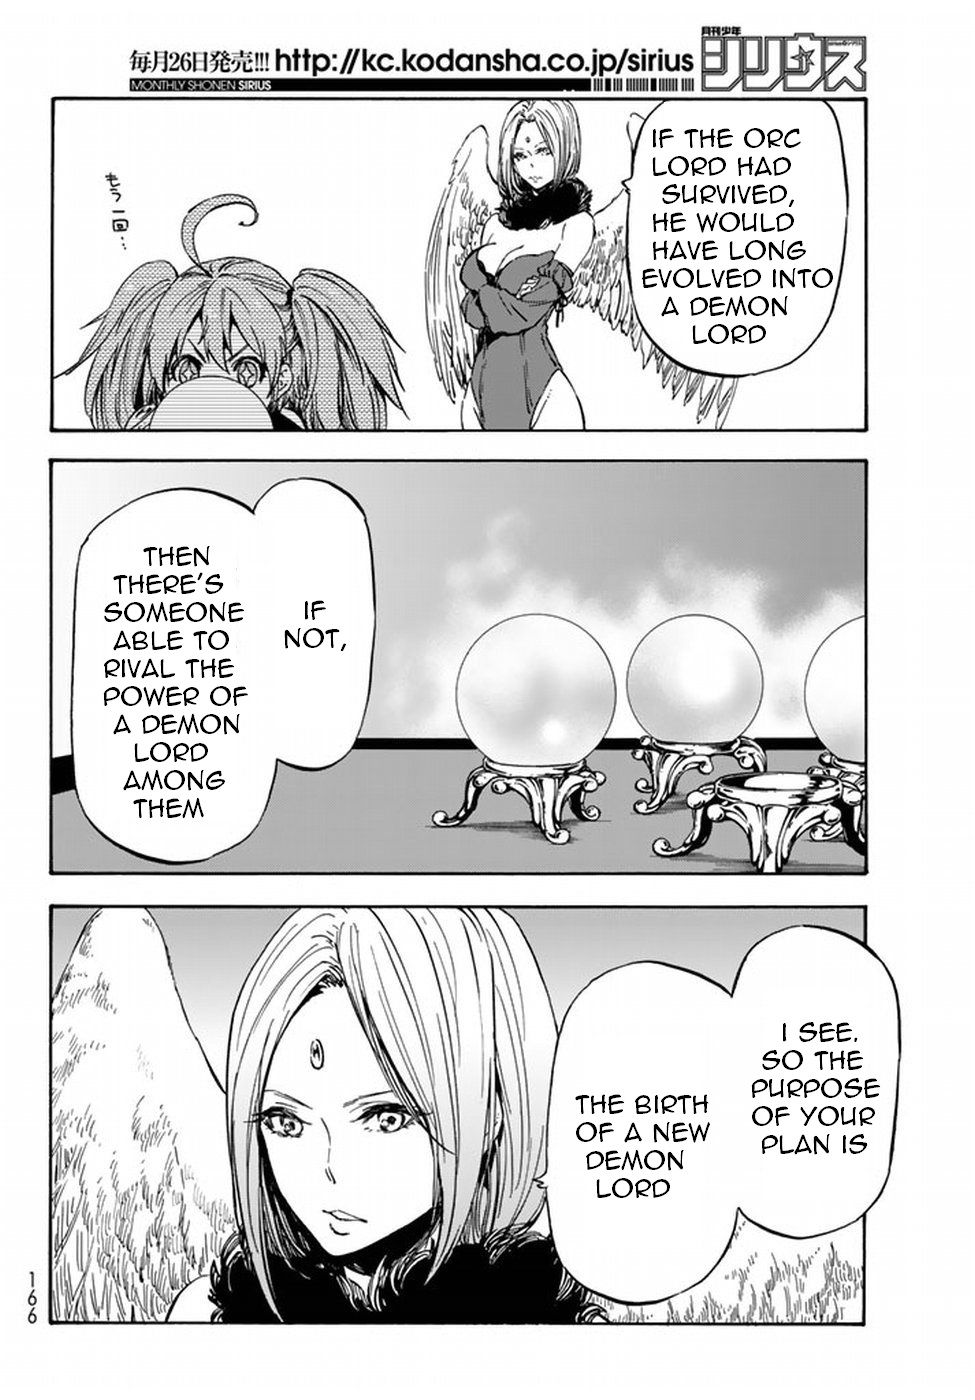 毎月26日発売!!! http://kc.kodansha.co.jp/sirius
月刊少年
シリウス
MONTHLY SHONEN SIRIUS
IF THE ORC
LORD HAD
SURVIVED,
HE WOULD
HAVE LONG
EVOLVED INTO
A DEMON
LORD
もう一回…
IF
NOT,
THEN
THERE'S
SOMEONE
ABLE TO
RIVAL THE
POWER OF
A DEMON
LORD
AMONG
THEM
I SEE.
SO THE
PURPOSE
OF YOUR
PLAN IS
THE BIRTH
OF A NEW
DEMON
LORD
166